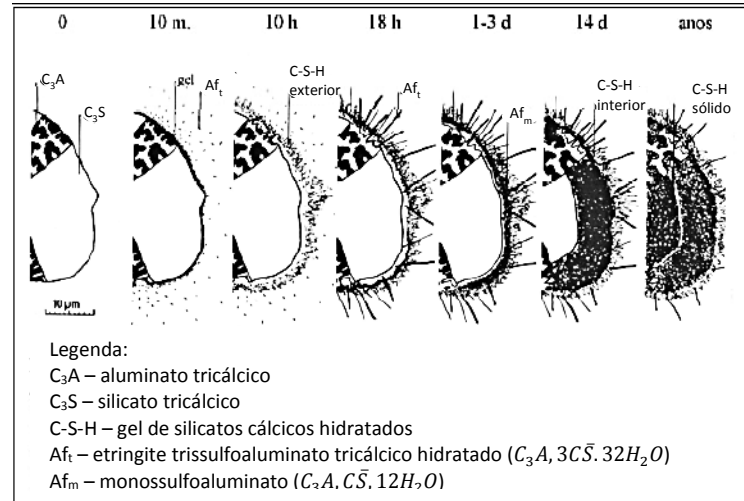 0 10 m. 10 h 18 h 1-3 d 14 d anos
C₃A
C₃S
gel
Afₜ
C-S-H
exterior
Afₜ
Afₘ
C-S-H
interior
C-S-H
sólido
10 µm
Legenda:
C₃A – aluminato tricálcico
C₃S – silicato tricálcico
C-S-H – gel de silicatos cálcicos hidratados
Afₜ – etringite trissulfoaluminato tricálcico hidratado (C₃A, 3CS̄. 32H₂O)
Afₘ – monossulfoaluminato (C₃A, CS̄, 12H₂O)